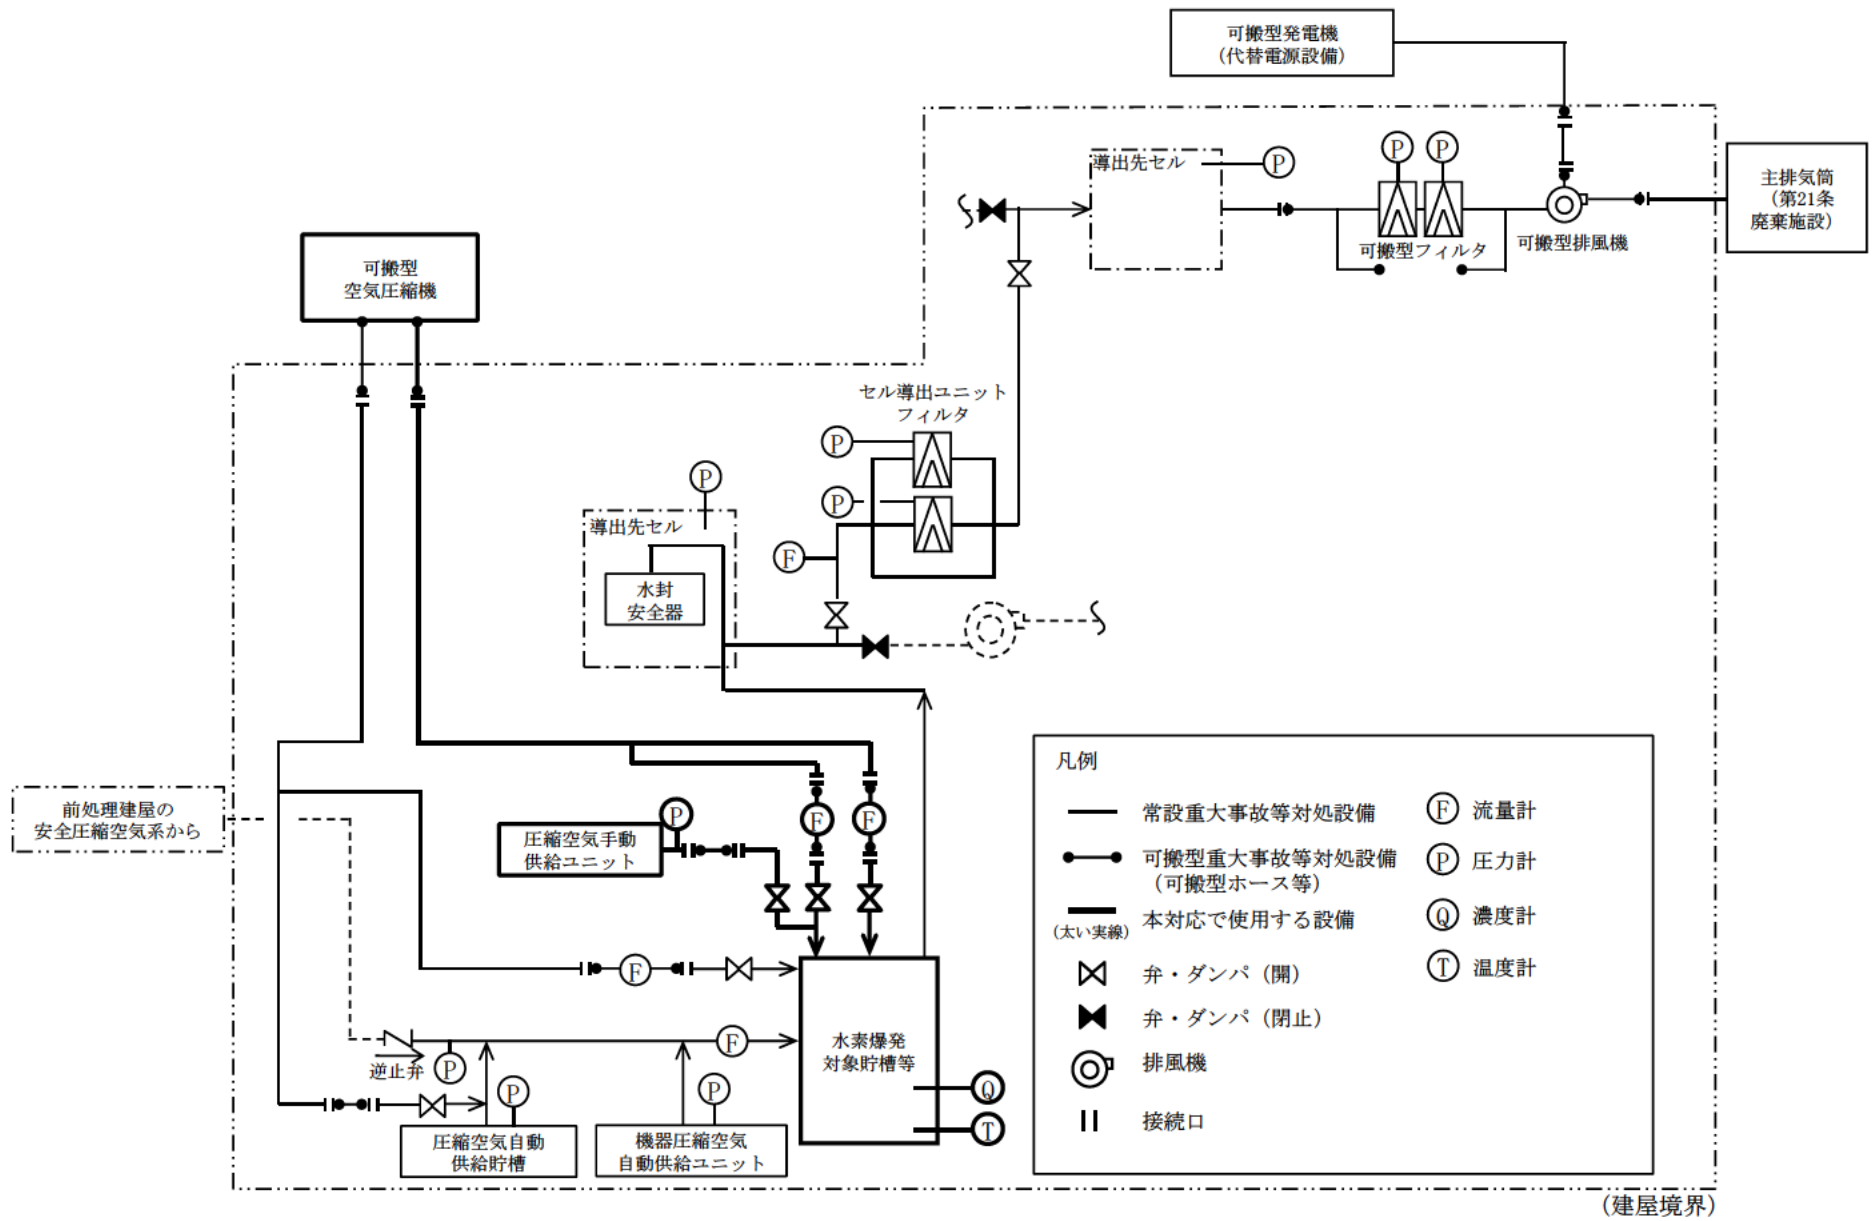 可搬型発電機
（代替電源設備）
導出先セル
P
P
P
主排気筒
（第21条
廃棄施設）
可搬型フィルタ
可搬型排風機
可搬型
空気圧縮機
セル導出ユニット
フィルタ
P
P
P
導出先セル
F
水封
安全器
前処理建屋の
安全圧縮空気系から
P
圧縮空気手動
供給ユニット
F
F
F
F
逆止弁
P
P
P
水素爆発
対象貯槽等
Q
T
圧縮空気自動
供給貯槽
機器圧縮空気
自動供給ユニット
凡例
常設重大事故等対処設備
可搬型重大事故等対処設備
（可搬型ホース等）
(太い実線)
本対応で使用する設備
弁・ダンパ（開）
弁・ダンパ（閉止）
排風機
接続口
F 流量計
P 圧力計
Q 濃度計
T 温度計
（建屋境界）